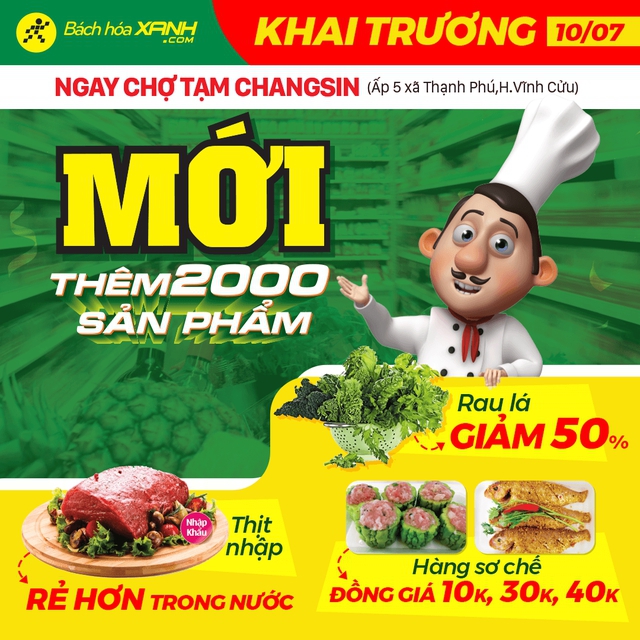 Bách hóa XANH
.COM
KHAI TRƯƠNG 10/07
NGAY CHỢ TẠM CHANGSIN (Ấp 5 xã Thạnh Phú,H.Vĩnh Cửu)
MỚI
THÊM 2000
SẢN PHẨM
Rau lá
GIẢM 50%
Nhập
Khẩu
Thịt
nhập
RẺ HƠN TRONG NƯỚC
Hàng sơ chế
ĐỒNG GIÁ 10K, 30K, 40K